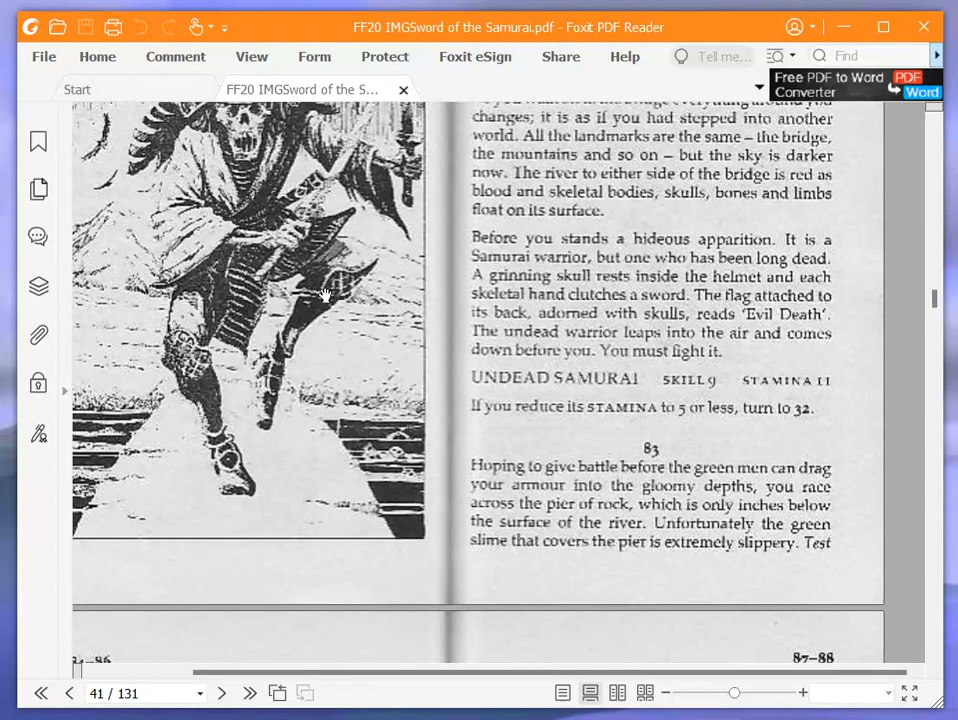 FF20 IMGSword of the Samurai.pdf - Foxit PDF Reader
File Home Comment View Form Protect Foxit eSign Share Help Tell me... Find
Start FF20 IMGSword of the S...
Free PDF to Word Converter PDF Word
changes; it is as if you had stepped into another
world. All the landmarks are the same – the bridge,
the mountains and so on – but the sky is darker
now. The river to either side of the bridge is red as
blood and skeletal bodies, skulls, bones and limbs
float on its surface.
Before you stands a hideous apparition. It is a
Samurai warrior, but one who has been long dead.
A grinning skull rests inside the helmet and each
skeletal hand clutches a sword. The flag attached to
its back, adorned with skulls, reads ‘Evil Death’.
The undead warrior leaps into the air and comes
down before you. You must fight it.
UNDEAD SAMURAI SKILL 9 STAMINA 11
If you reduce its STAMINA to 5 or less, turn to 32.
83
Hoping to give battle before the green men can drag
your armour into the gloomy depths, you race
across the pier of rock, which is only inches below
the surface of the river. Unfortunately the green
slime that covers the pier is extremely slippery. Test
87–88
41 / 131